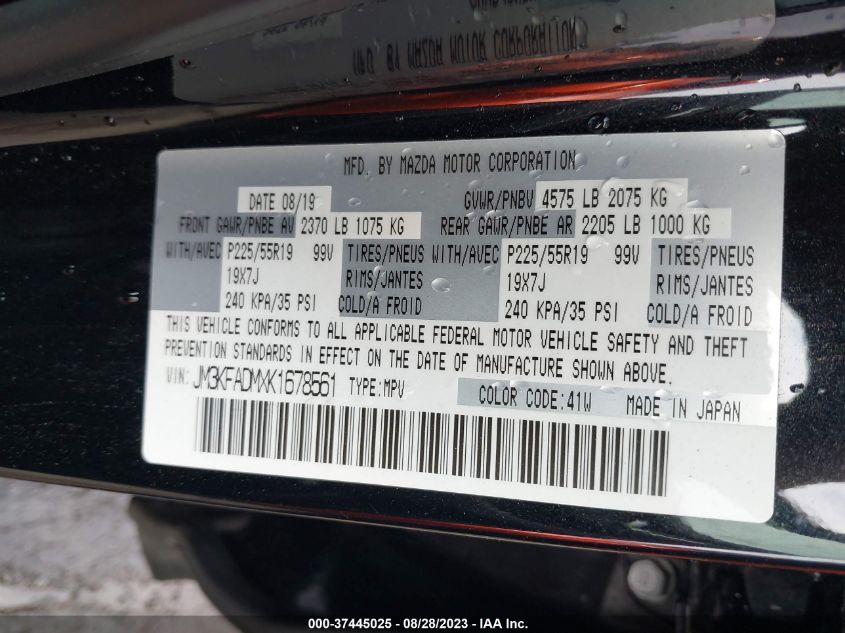 MFD. BY MAZDA MOTOR CORPORATION
DATE 08/19 GVWR/PNBV 4575 LB 2075 KG
FRONT GAWR/PNBE AV 2370 LB 1075 KG REAR GAWR/PNBE AR 2205 LB 1000 KG
WITH/AVEC P225/55R19 99V TIRES/PNEUS WITH/AVEC P225/55R19 99V TIRES/PNEUS
19X7J RIMS/JANTES 19X7J RIMS/JANTES
240 KPA/35 PSI COLD/A FROID 240 KPA/35 PSI COLD/A FROID
THIS VEHICLE CONFORMS TO ALL APPLICABLE FEDERAL MOTOR VEHICLE SAFETY AND THEFT
PREVENTION STANDARDS IN EFFECT ON THE DATE OF MANUFACTURE SHOWN ABOVE.
VIN: JM3KFADMXK1678561 TYPE:MPV COLOR CODE:41W MADE IN JAPAN
000-37445025 - 08/28/2023 - IAA Inc.